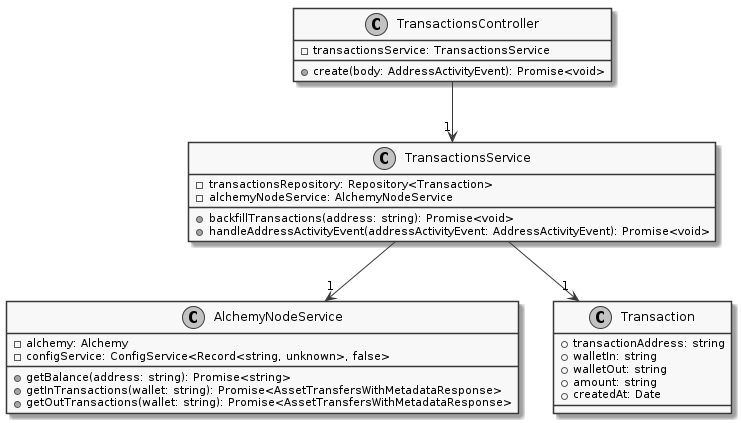 C TransactionsController
transactionsService: TransactionsService
create(body: AddressActivityEvent): Promise<void>
1
C TransactionsService
transactionsRepository: Repository<Transaction>
alchemyNodeService: AlchemyNodeService
backfillTransactions(address: string): Promise<void>
handleAddressActivityEvent(addressActivityEvent: AddressActivityEvent): Promise<void>
1
1
C AlchemyNodeService
alchemy: Alchemy
configService: ConfigService<Record<string, unknown>, false>
getBalance(address: string): Promise<string>
getInTransactions(wallet: string): Promise<AssetTransfersWithMetadataResponse>
getOutTransactions(wallet: string): Promise<AssetTransfersWithMetadataResponse>
C Transaction
transactionAddress: string
walletIn: string
walletOut: string
amount: string
createdAt: Date